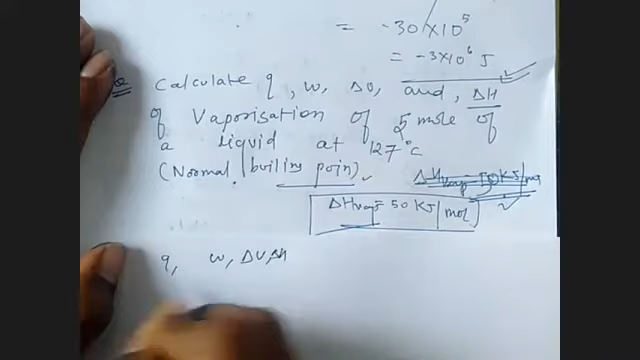 = -30 × 10⁵
= -3×10⁶ J
Calculate q, w, ΔU, and, ΔH
of Vaporisation of 5 mole of
a liquid at 127°C
(Normal boiling poin)
ΔHvap = 50 KJ/mol
q, w, ΔU, ΔH